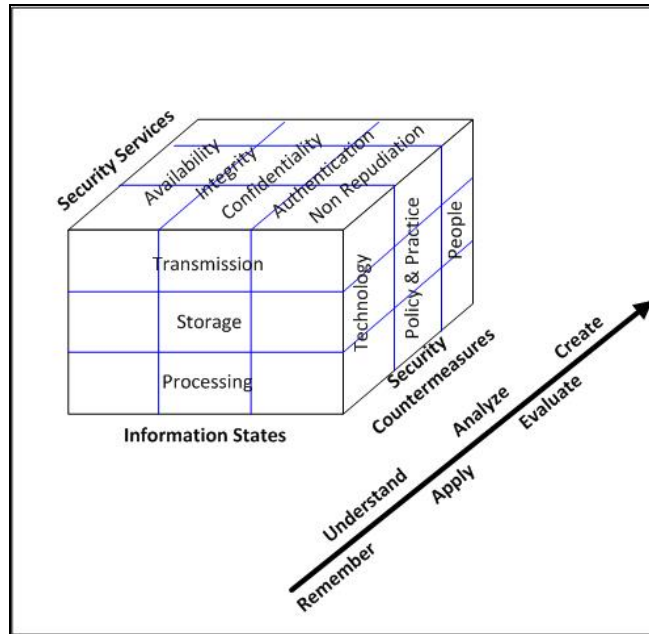 Security Services
Availability
Integrity
Confidentiality
Authentication
Non Repudiation
Transmission
Storage
Processing
Information States
Technology
Policy & Practice
People
Security
Countermeasures
Remember
Understand
Apply
Analyze
Evaluate
Create